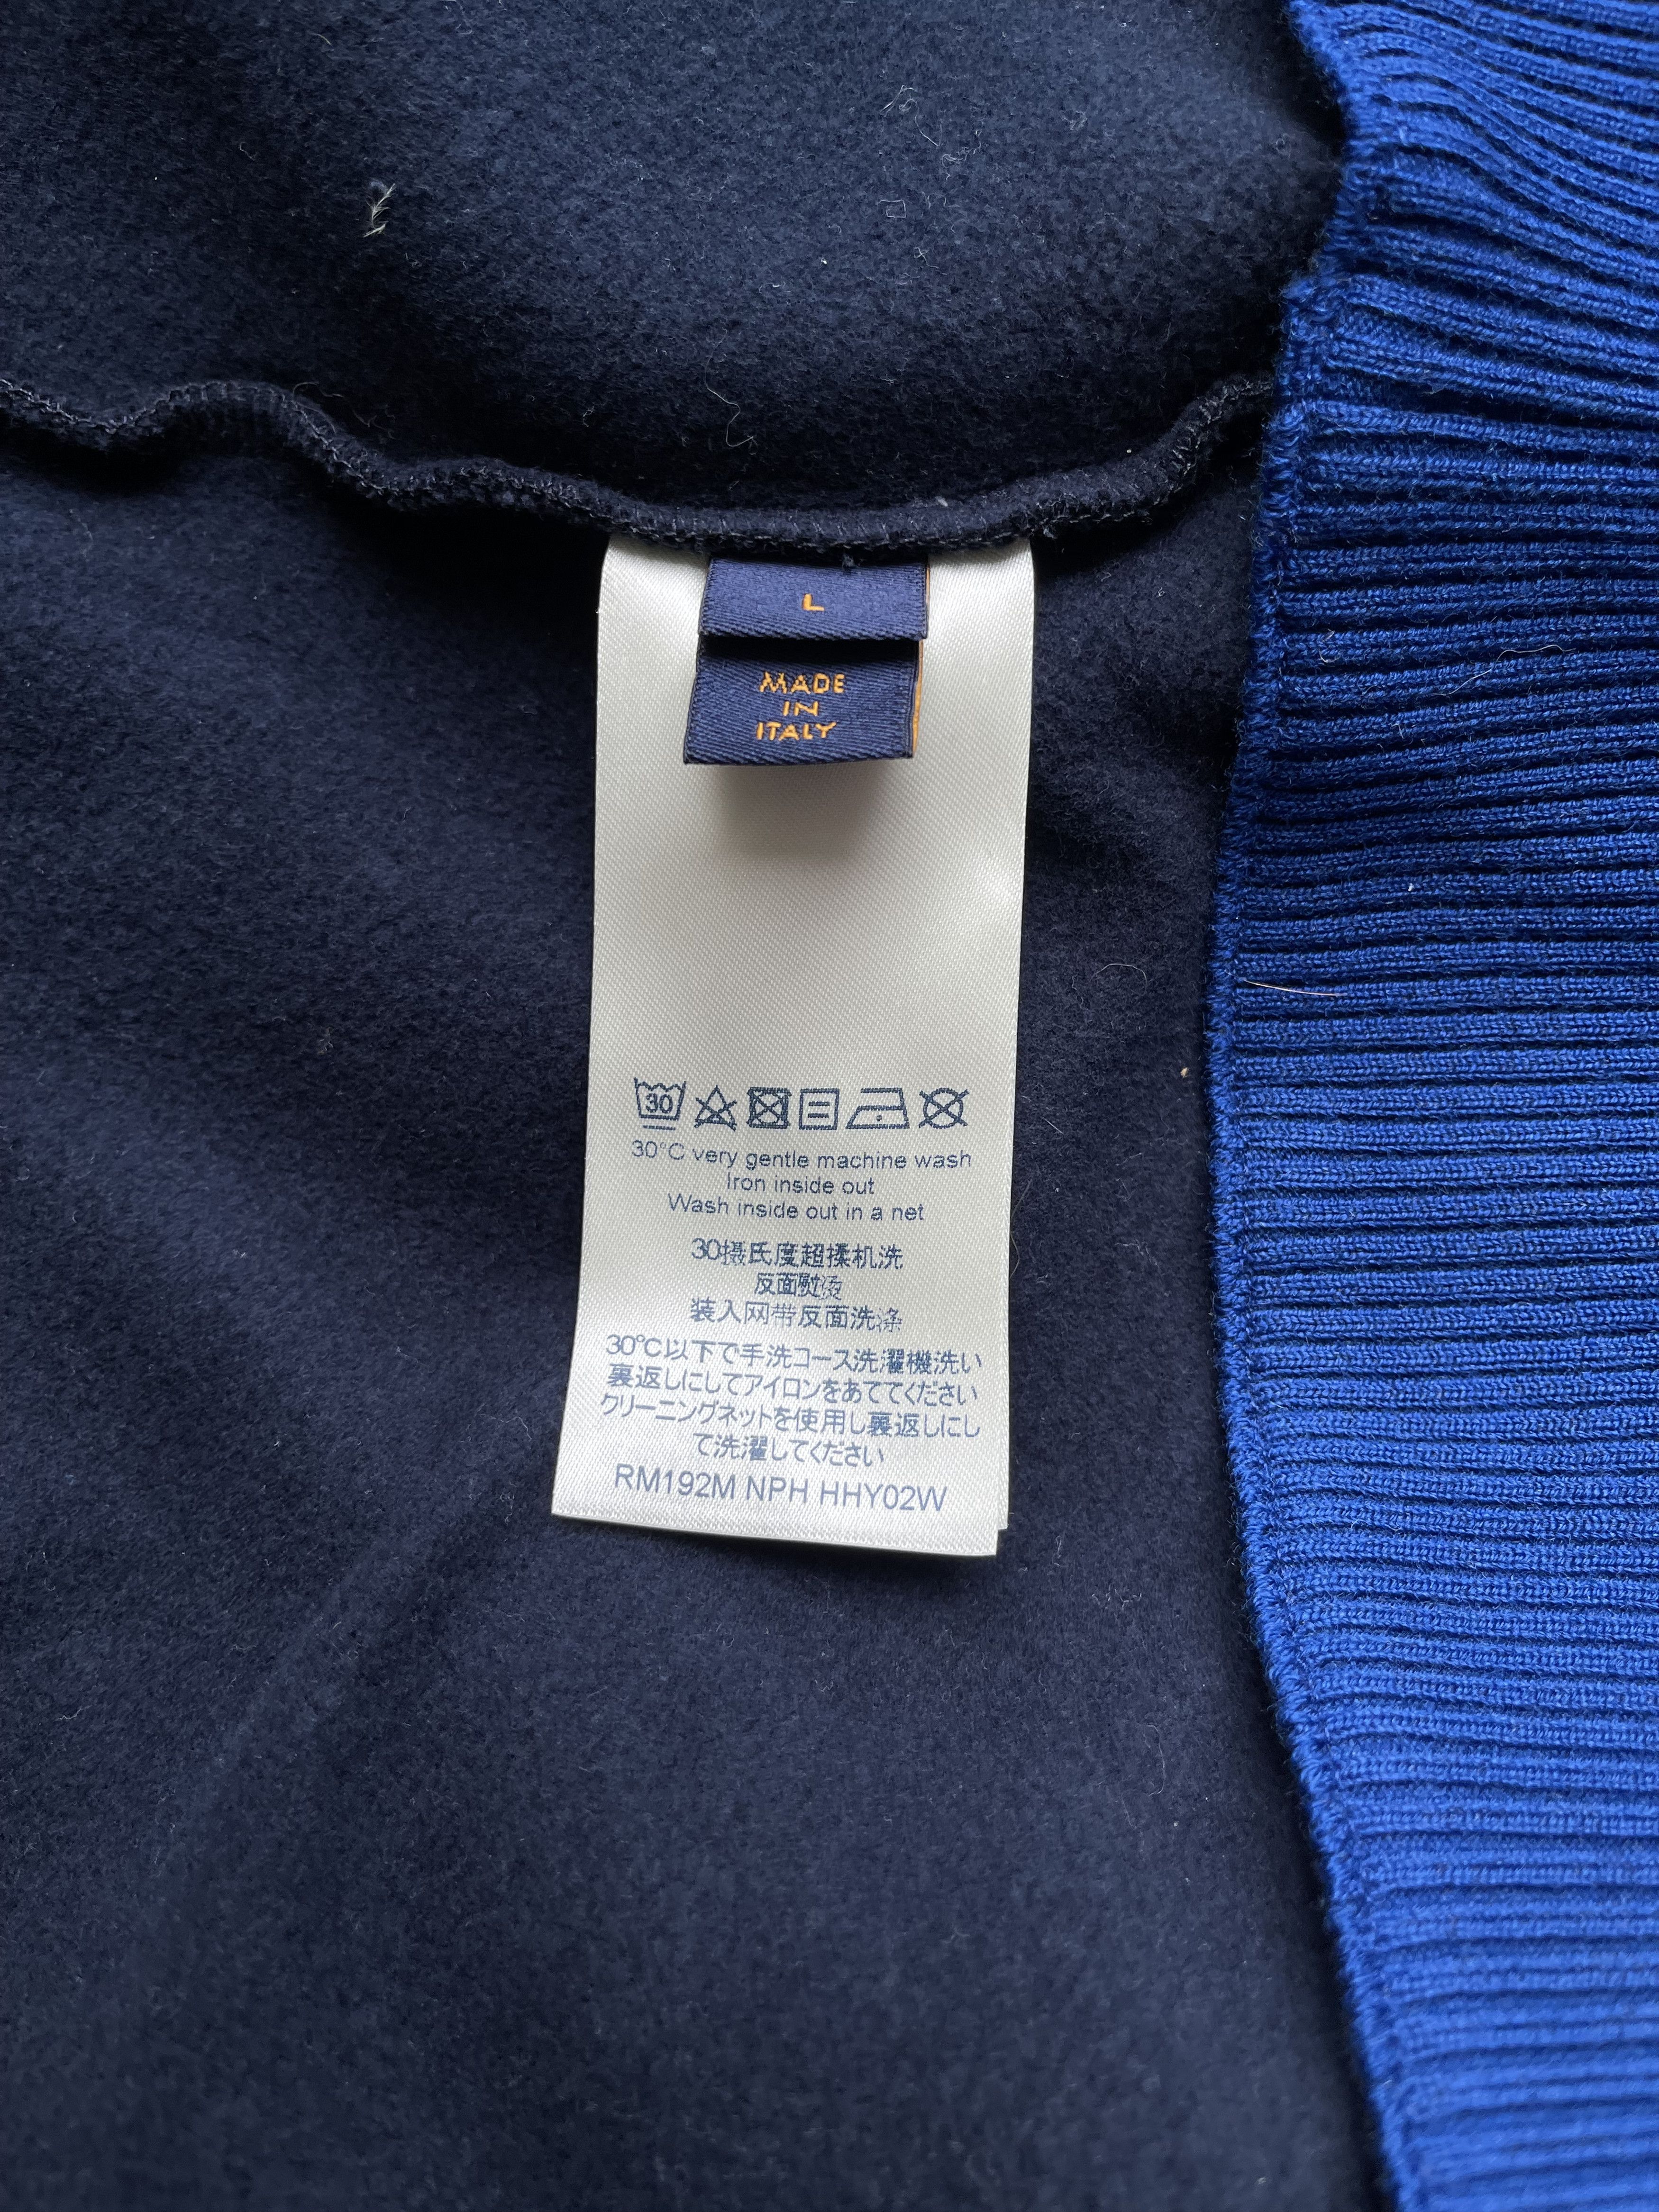 L
MADE
IN
ITALY
30
30°C very gentle machine wash
Iron inside out
Wash inside out in a net
30摄氏度超揉机洗
反面熨烫
装入网带反面洗涤
30℃以下で手洗コース洗濯機洗い
裏返しにしてアイロンをあててください
クリーニングネットを使用し裏返しにし
て洗濯してください
RM192M NPH HHY02W